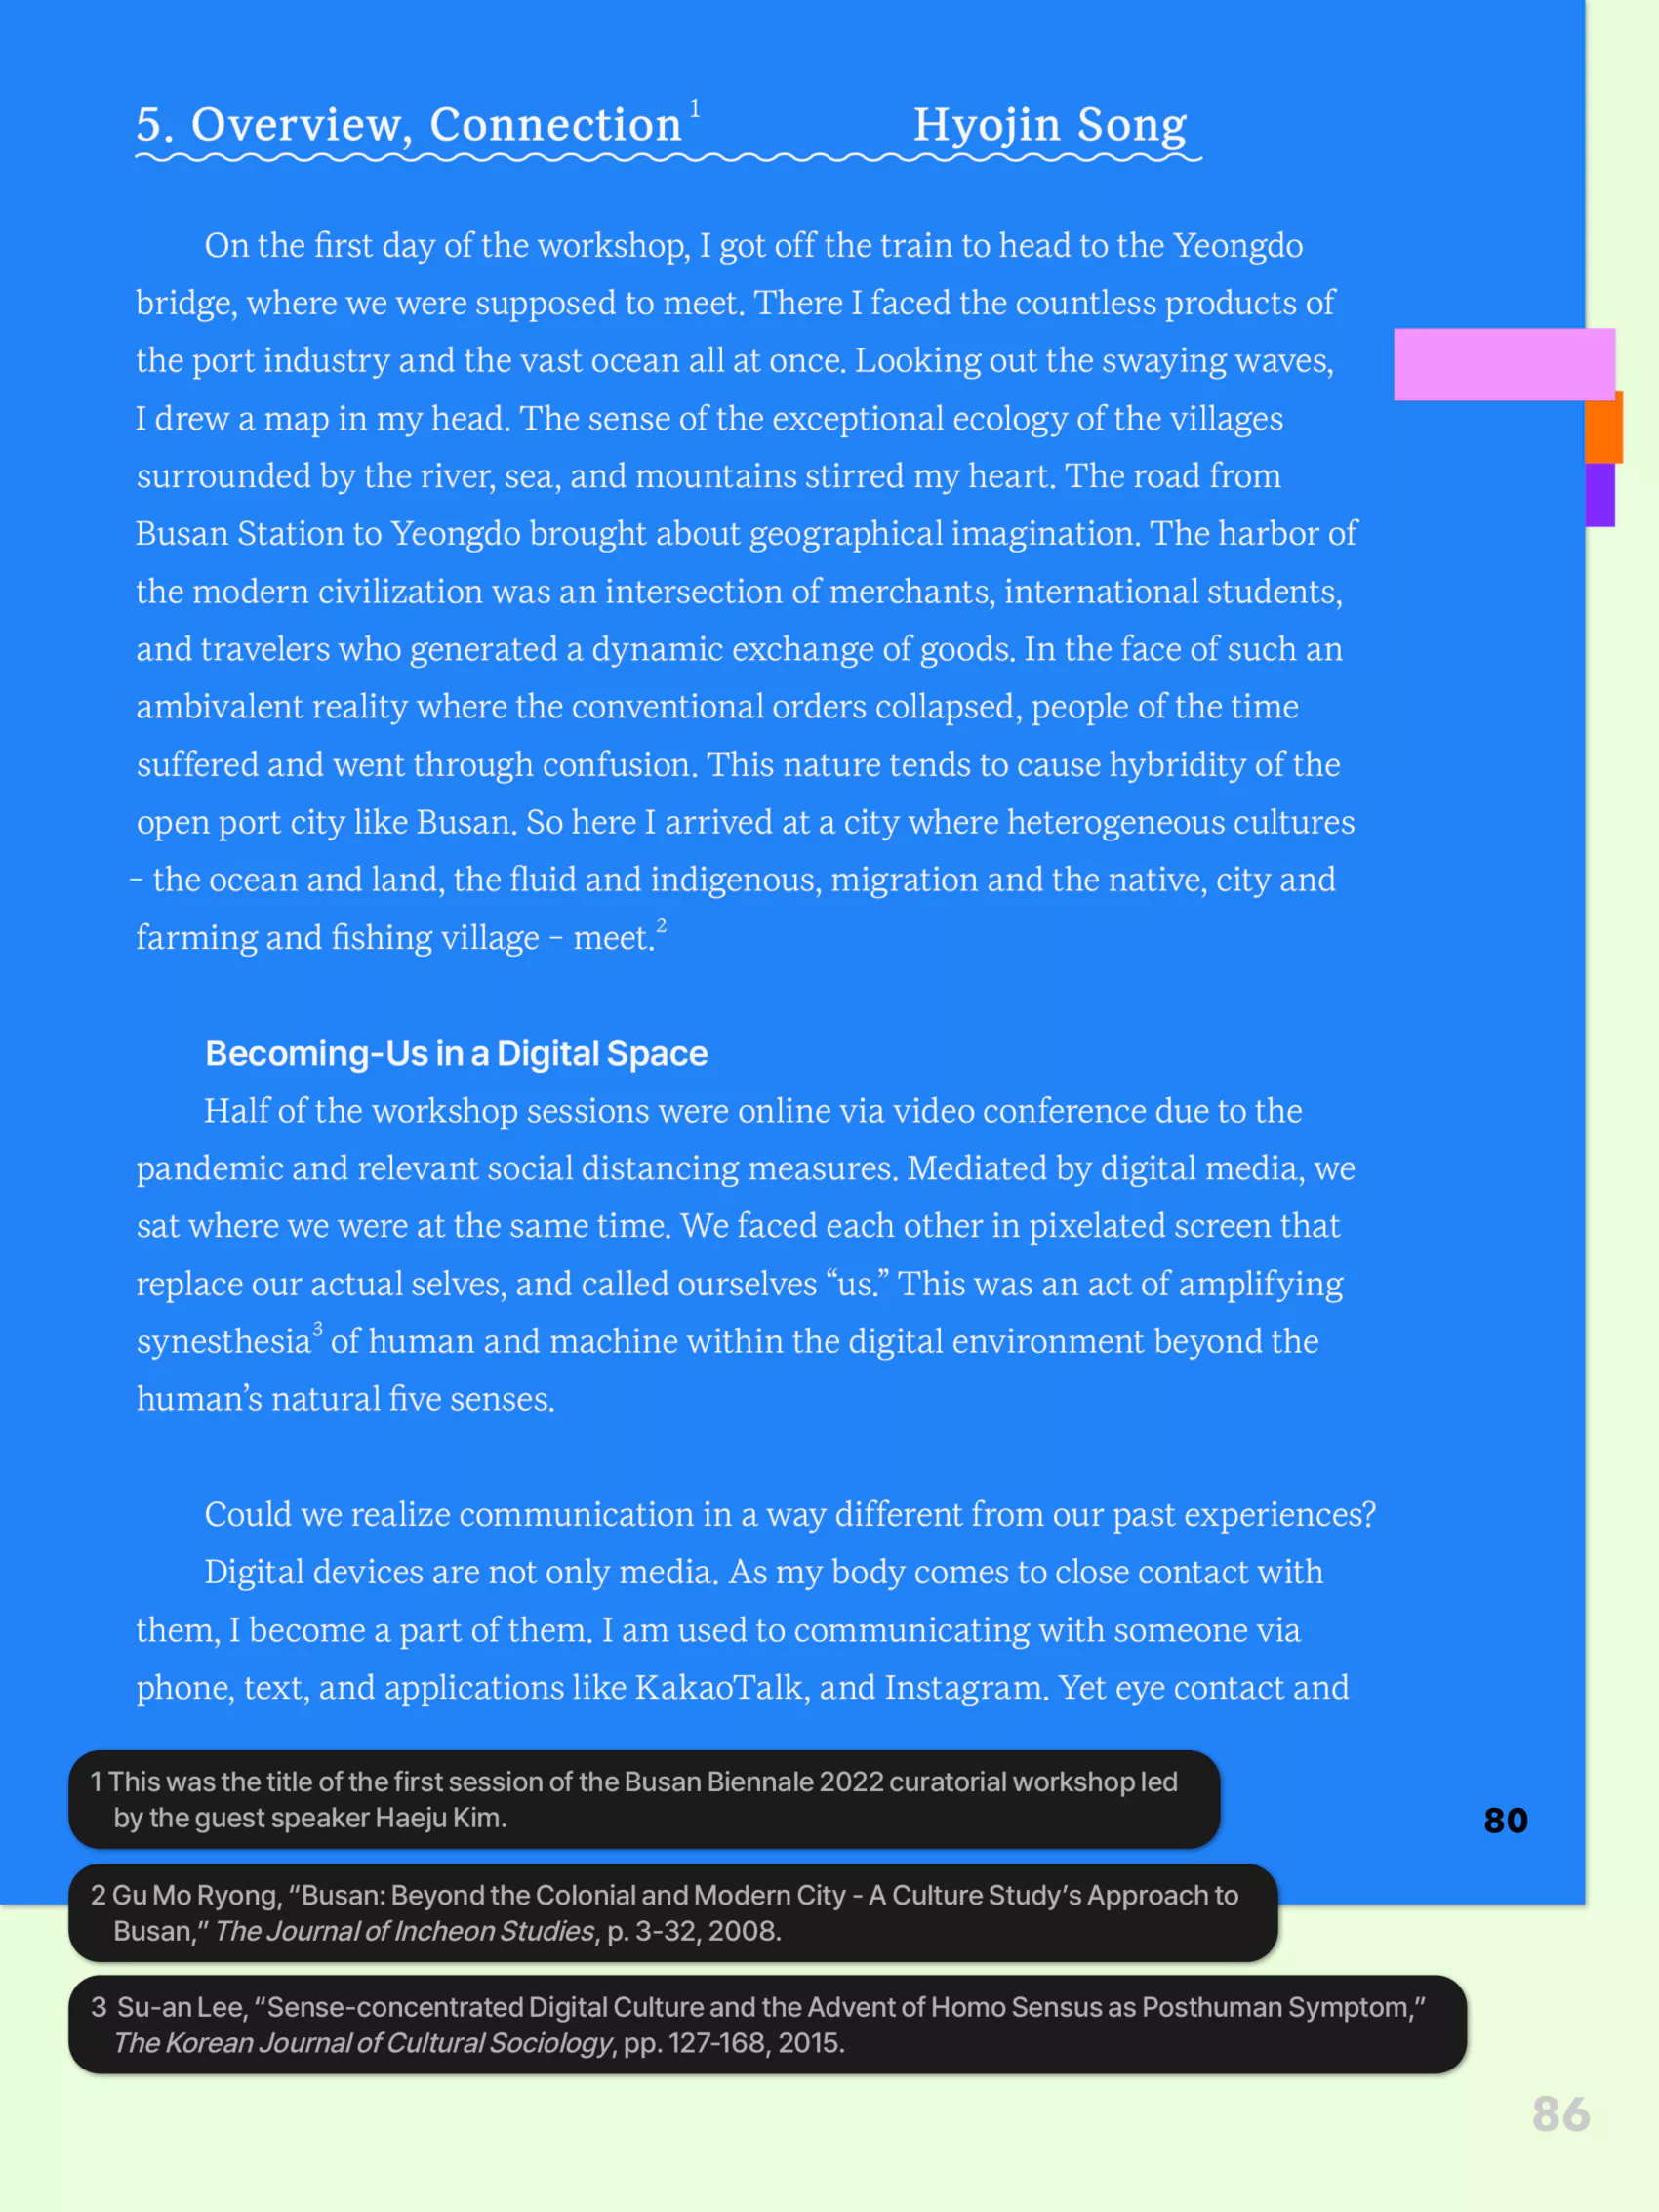 5. Overview, Connection1 Hyojin Song
On the first day of the workshop, I got off the train to head to the Yeongdo
bridge, where we were supposed to meet. There I faced the countless products of
the port industry and the vast ocean all at once. Looking out the swaying waves,
I drew a map in my head. The sense of the exceptional ecology of the villages
surrounded by the river, sea, and mountains stirred my heart. The road from
Busan Station to Yeongdo brought about geographical imagination. The harbor of
the modern civilization was an intersection of merchants, international students,
and travelers who generated a dynamic exchange of goods. In the face of such an
ambivalent reality where the conventional orders collapsed, people of the time
suffered and went through confusion. This nature tends to cause hybridity of the
open port city like Busan. So here I arrived at a city where heterogeneous cultures
– the ocean and land, the fluid and indigenous, migration and the native, city and
farming and fishing village – meet.2
Becoming-Us in a Digital Space
Half of the workshop sessions were online via video conference due to the
pandemic and relevant social distancing measures. Mediated by digital media, we
sat where we were at the same time. We faced each other in pixelated screen that
replace our actual selves, and called ourselves “us.” This was an act of amplifying
synesthesia3 of human and machine within the digital environment beyond the
human’s natural five senses.
Could we realize communication in a way different from our past experiences?
Digital devices are not only media. As my body comes to close contact with
them, I become a part of them. I am used to communicating with someone via
phone, text, and applications like KakaoTalk, and Instagram. Yet eye contact and
1 This was the title of the first session of the Busan Biennale 2022 curatorial workshop led
by the guest speaker Haeju Kim.
80
2 Gu Mo Ryong, “Busan: Beyond the Colonial and Modern City - A Culture Study’s Approach to
Busan,” The Journal of Incheon Studies, p. 3-32, 2008.
3 Su-an Lee, “Sense-concentrated Digital Culture and the Advent of Homo Sensus as Posthuman Symptom,”
The Korean Journal of Cultural Sociology, pp. 127-168, 2015.
86